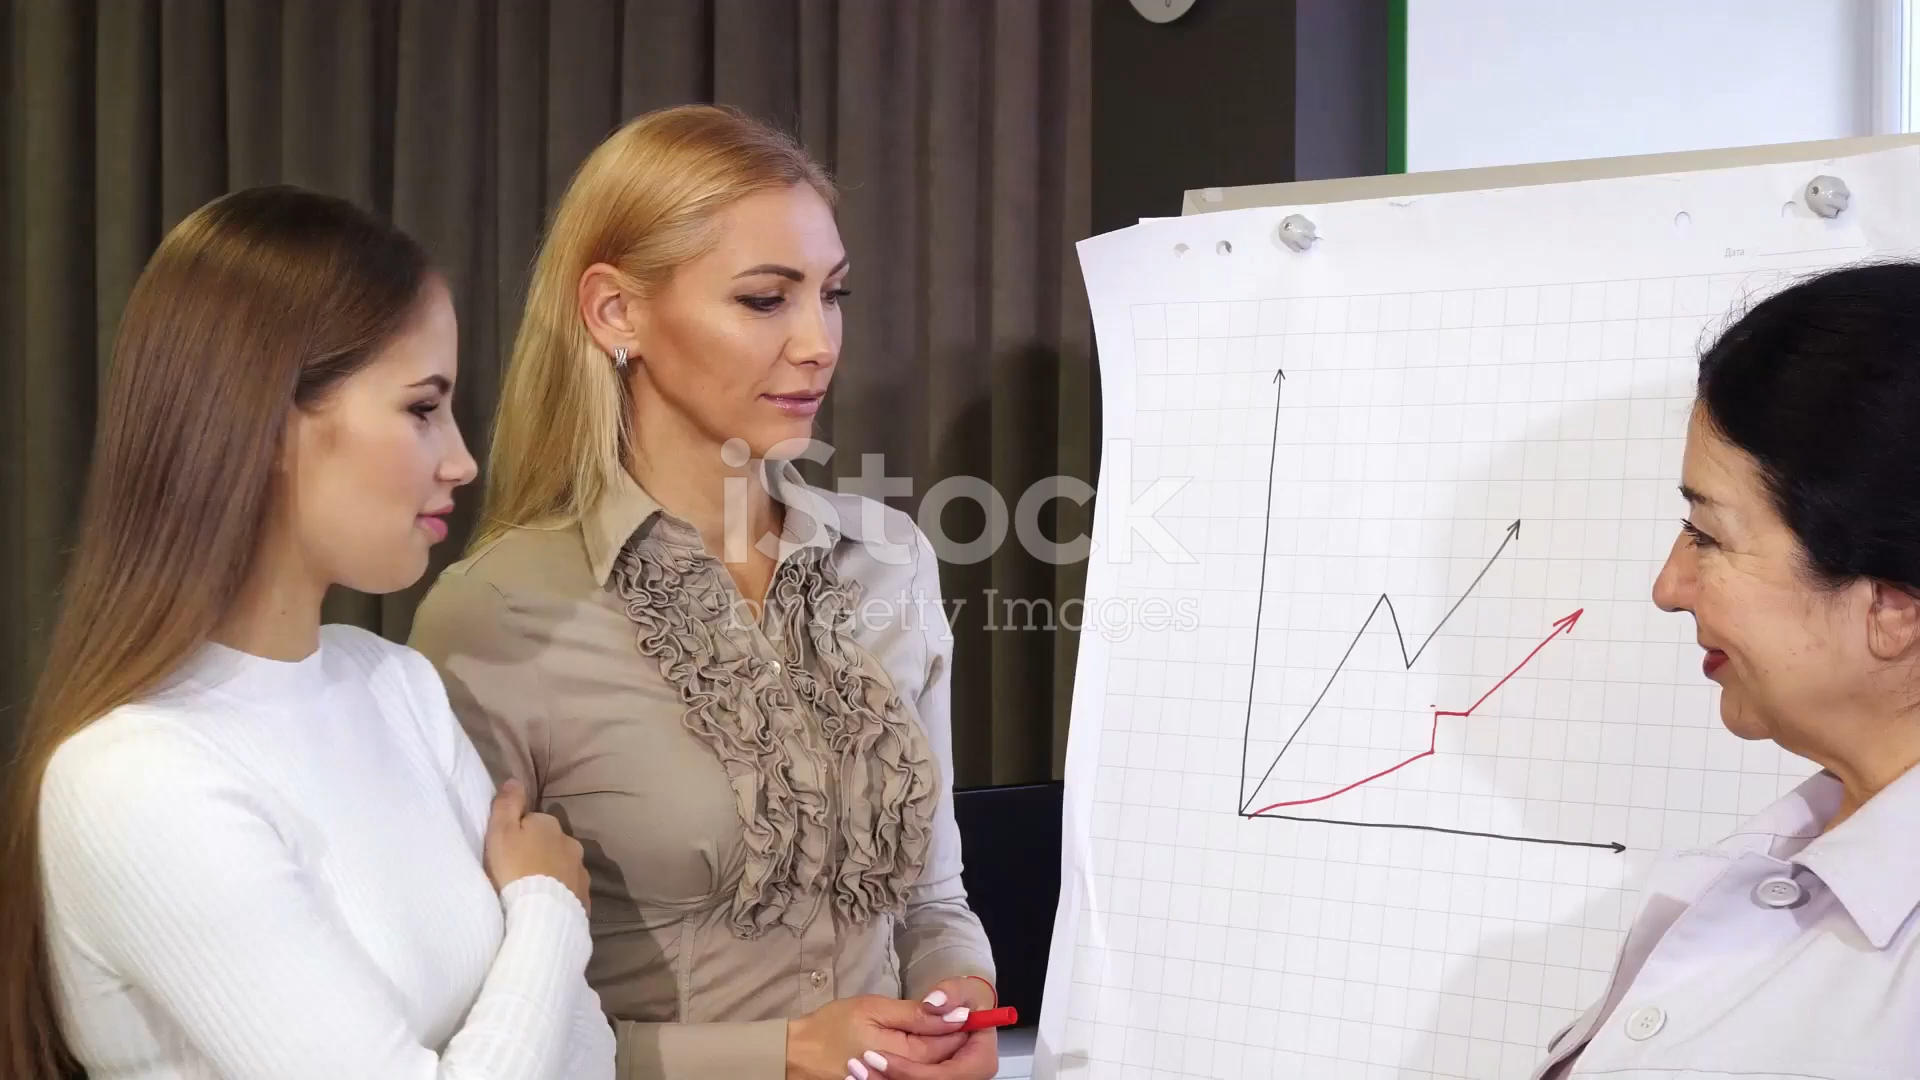 Дата
iStock
by Getty Images